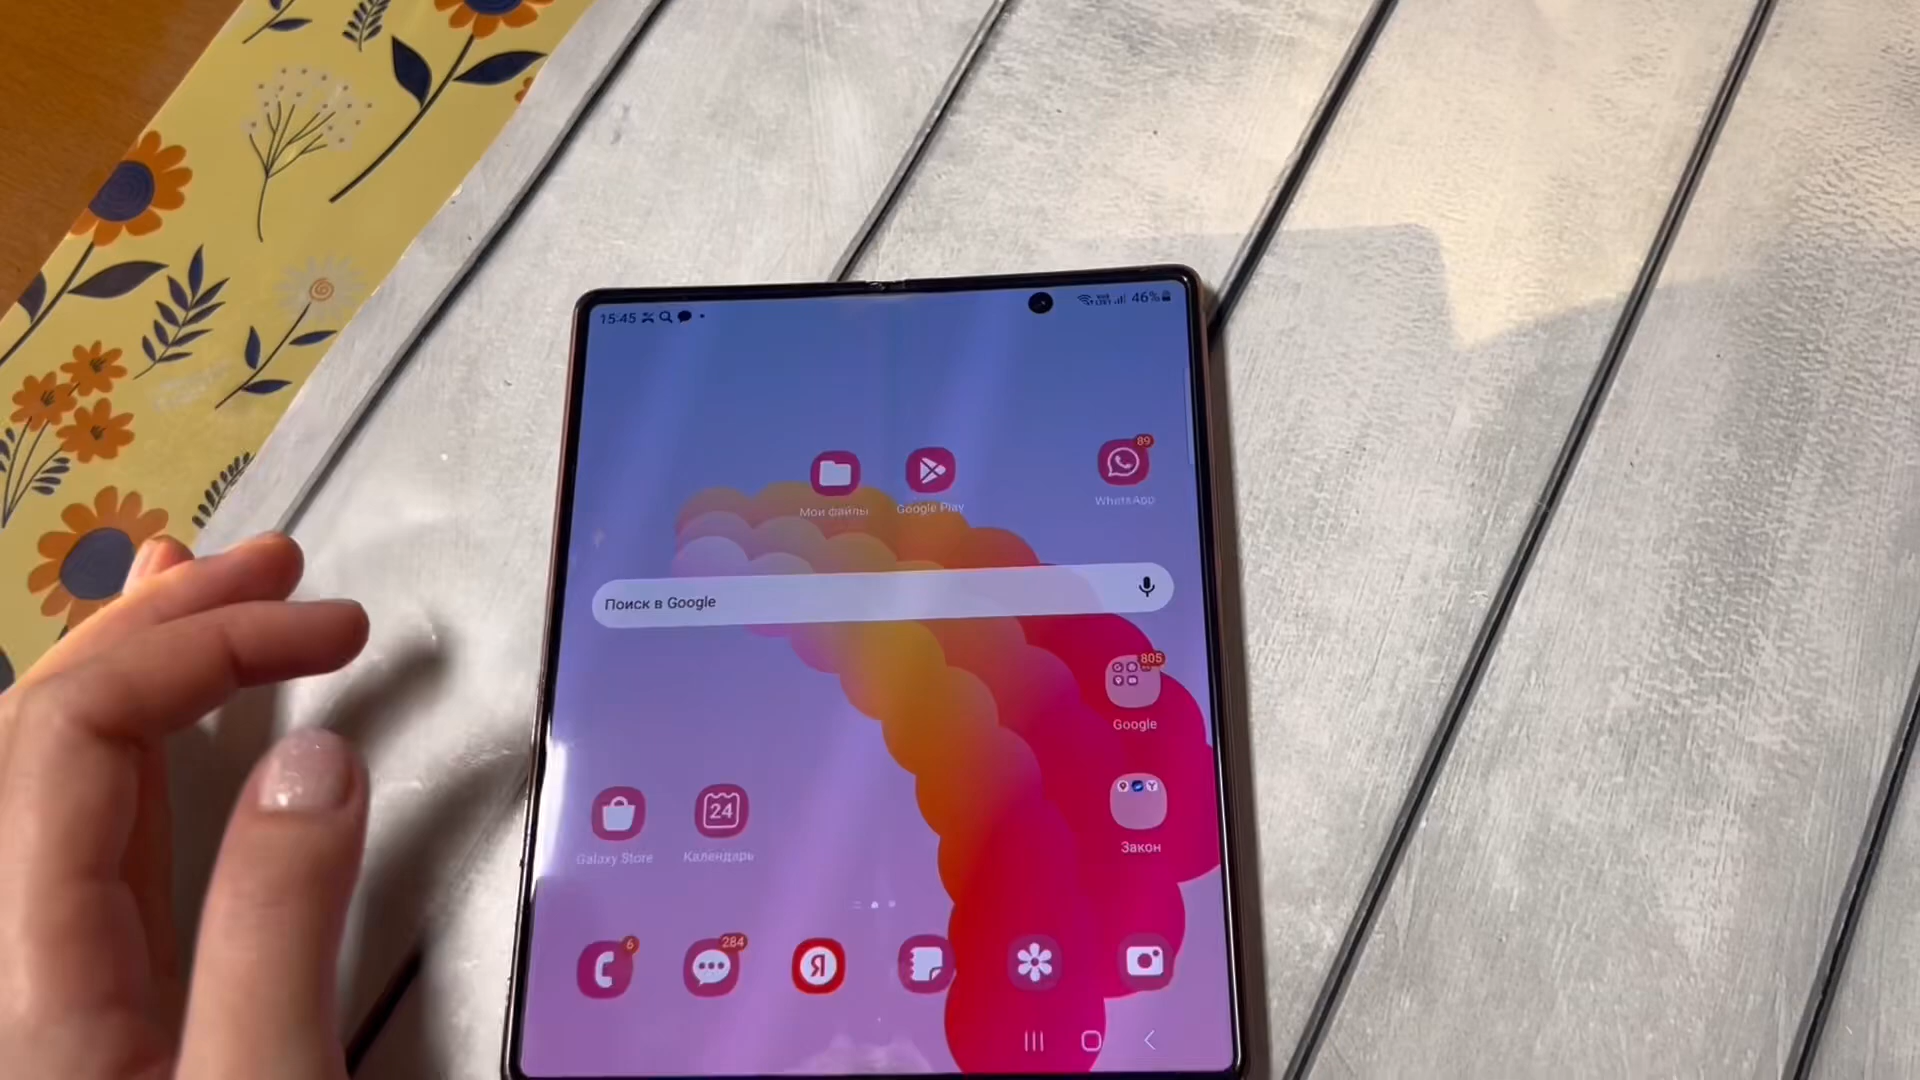 15:45
46%
89
Мои файлы
Google Play
WhatsApp
Поиск в Google
805
Google
24
Galaxy Store
Календарь
Закон
6
284
Я